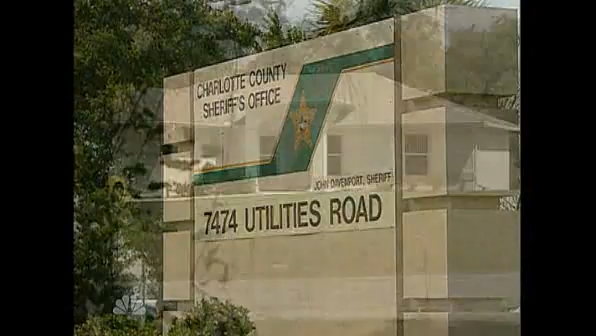 CHARLOTTE COUNTY
SHERIFF'S OFFICE
JOHN DAVENPORT, SHERIFF
7474 UTILITIES ROAD